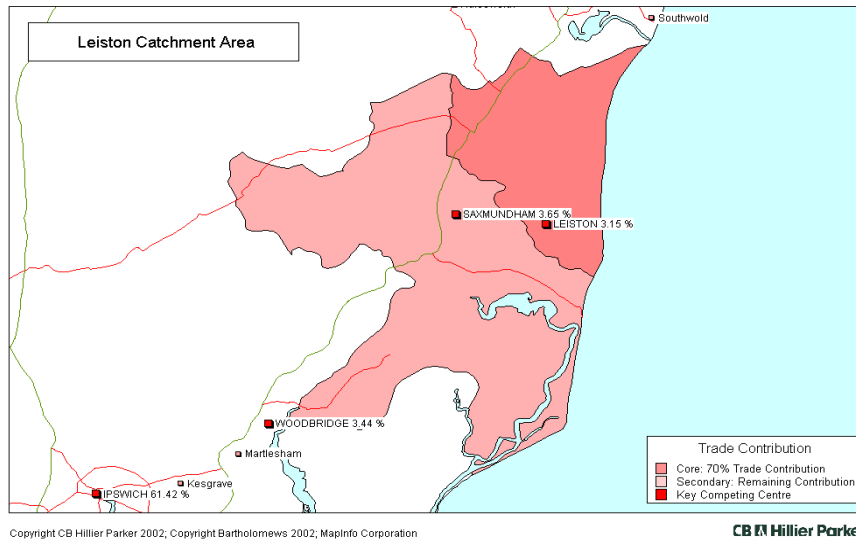 Southwold
Leiston Catchment Area
SAXMUNDHAM 3.65 %
LEISTON 3.15 %
WOODBRIDGE 3.44 %
Martlesham
Kesgrave
IPSWICH 61.42 %
Trade Contribution
Core: 70% Trade Contribution
Secondary: Remaining Contribution
Key Competing Centre
Copyright CB Hillier Parker 2002; Copyright Bartholomews 2002; MapInfo Corporation
CB Hillier Parke